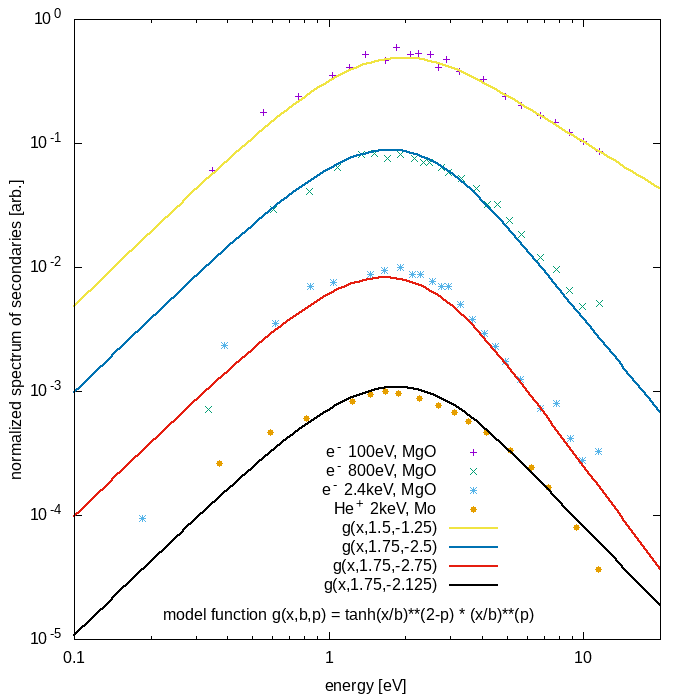 10^0
10^-1
10^-2
10^-3
10^-4
10^-5
normalized spectrum of secondaries [arb.]
e^- 100eV, MgO
e^- 800eV, MgO
e^- 2.4keV, MgO
He^+ 2keV, Mo
g(x,1.5,-1.25)
g(x,1.75,-2.5)
g(x,1.75,-2.75)
g(x,1.75,-2.125)
model function g(x,b,p) = tanh(x/b)**(2-p) * (x/b)**(p)
0.1 1 10
energy [eV]